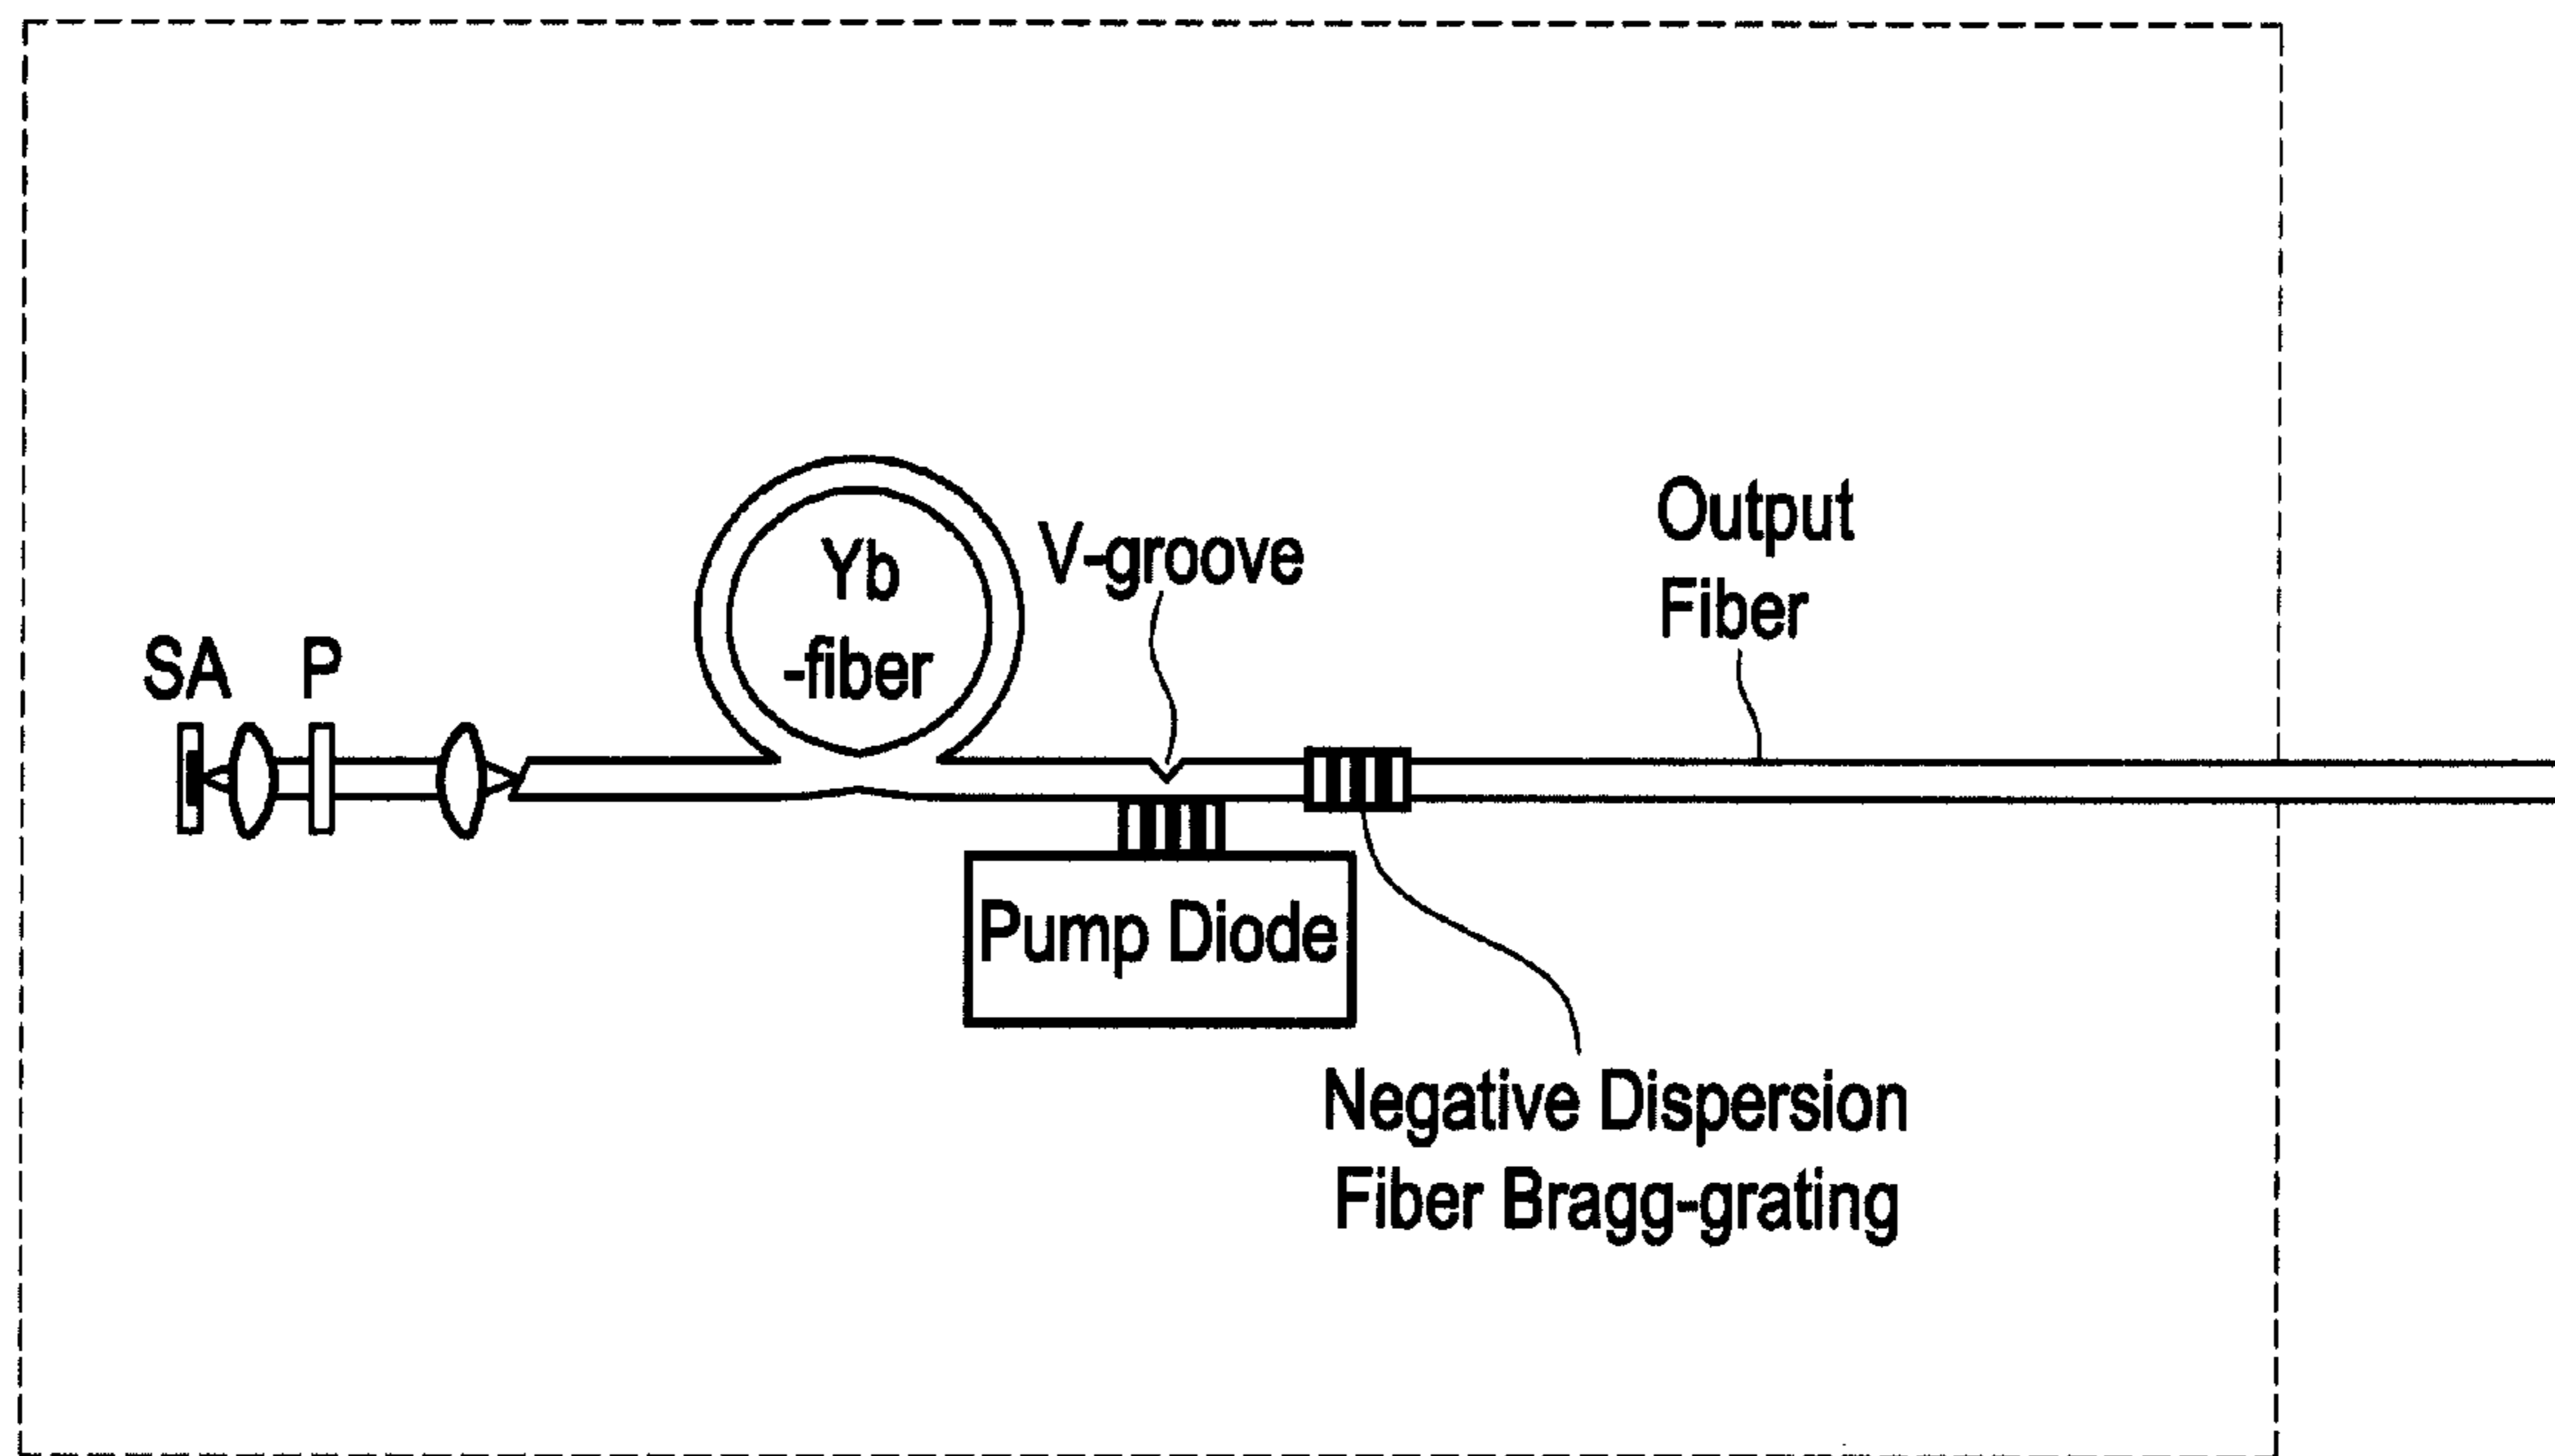 SA
P
Yb
-fiber
V-groove
Output
Fiber
Pump Diode
Negative Dispersion
Fiber Bragg-grating